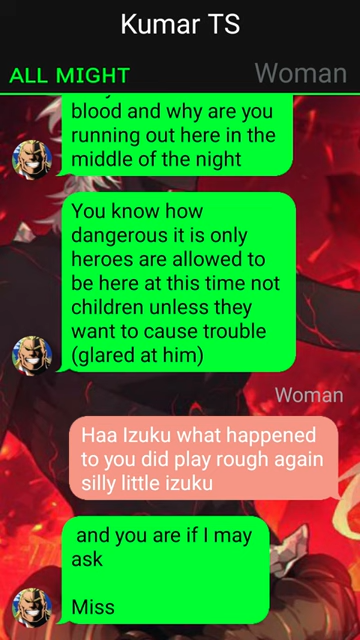 Kumar TS
ALL MIGHT
Woman
blood and why are you
running out here in the
middle of the night
You know how
dangerous it is only
heroes are allowed to
be here at this time not
children unless they
want to cause trouble
(glared at him)
Woman
Haa Izuku what happened
to you did play rough again
silly little izuku
and you are if I may
ask
Miss